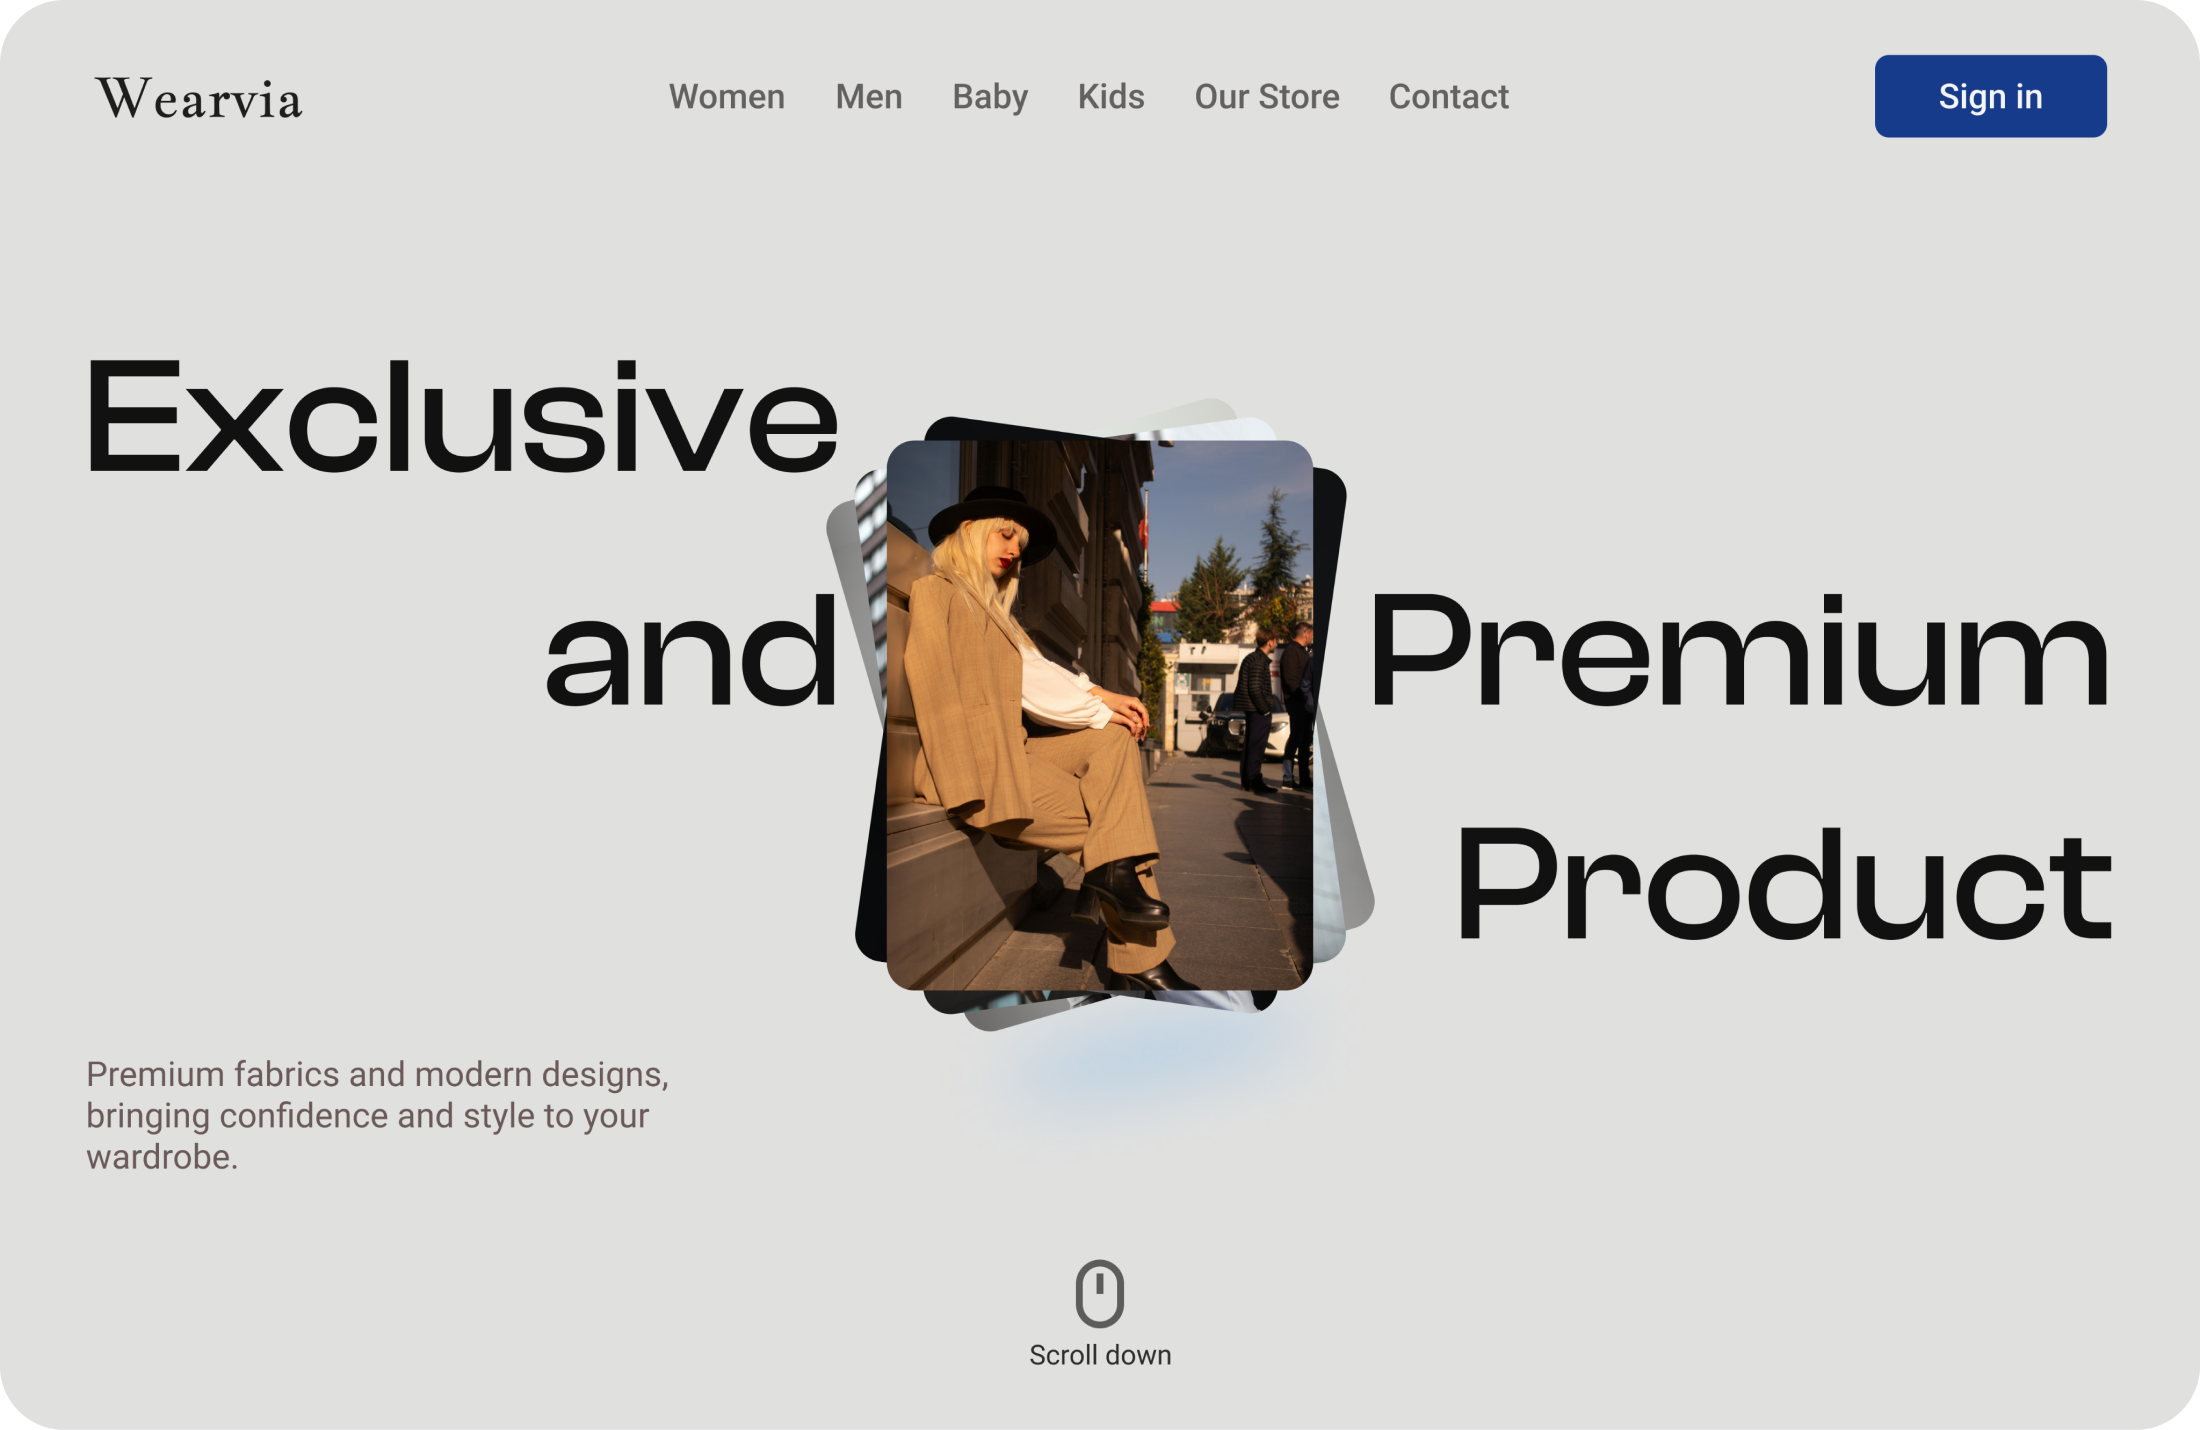 Wearvia
Women Men Baby Kids Our Store Contact
Sign in
Exclusive
and Premium
Product
Premium fabrics and modern designs,
bringing confidence and style to your
wardrobe.
Scroll down